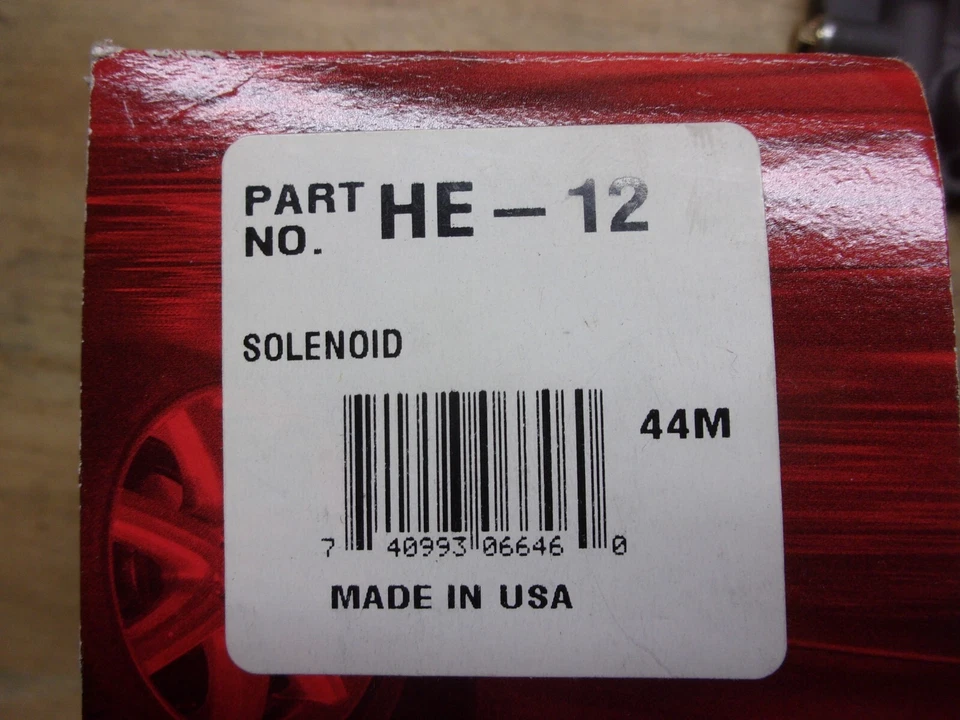 PART NO. HE - 12
SOLENOID
44M
7 40993 06646 0
MADE IN USA